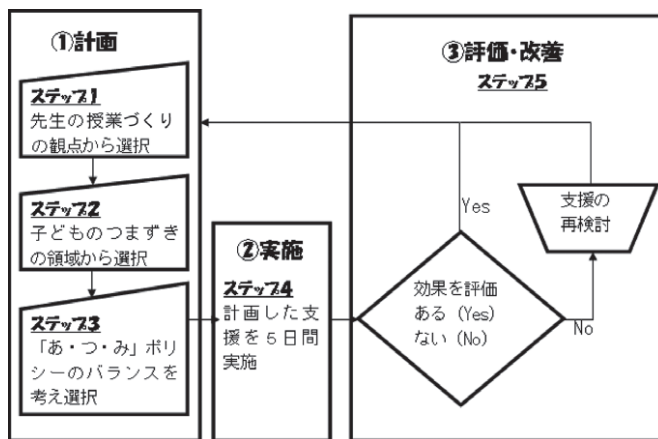 ①計画
ステップ1
先生の授業づくり
の観点から選択
ステップ2
子どものつまずき
の領域から選択
ステップ3
「あ・つ・み」ポリ
シーのバランスを
考え選択
②実施
ステップ4
計画した支
援を5日間
実施
③評価・改善
ステップ5
Yes
支援の
再検討
効果を評価
ある(Yes)
ない(No)
No